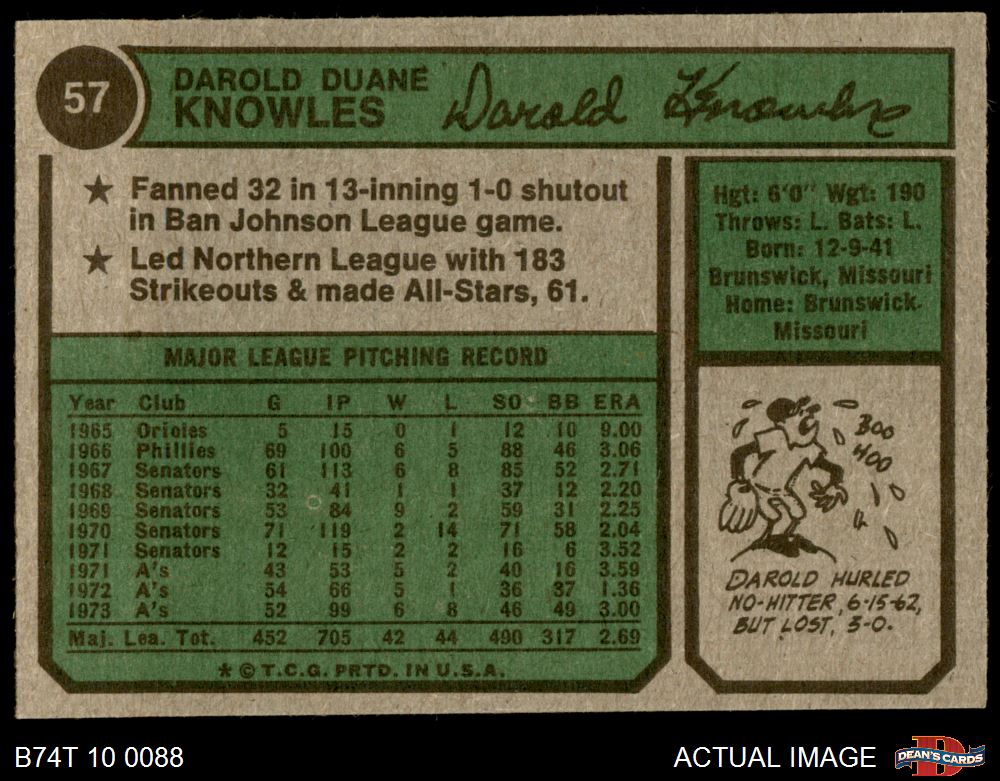 57
DAROLD DUANE
KNOWLES
Darold Knowles
★ Fanned 32 in 13-inning 1-0 shutout
in Ban Johnson League game.
★ Led Northern League with 183
Strikeouts & made All-Stars, 61.
Hgt: 6'0" Wgt: 190
Throws: L. Bats: L.
Born: 12-9-41
Brunswick, Missouri
Home: Brunswick.
Missouri
MAJOR LEAGUE PITCHING RECORD
Year Club G IP W L SO BB ERA
1965 Orioles 5 15 0 1 12 10 9.00
1966 Phillies 69 100 6 5 88 46 3.06
1967 Senators 61 113 6 8 85 52 2.71
1968 Senators 32 41 1 1 37 12 2.20
1969 Senators 53 84 9 2 59 31 2.25
1970 Senators 71 119 2 14 71 58 2.04
1971 Senators 12 15 2 2 16 6 3.52
1971 A's 43 53 5 2 40 16 3.59
1972 A's 54 66 5 1 36 37 1.36
1973 A's 52 99 6 8 46 49 3.00
Maj. Lea. Tot. 452 705 42 44 490 317 2.69
* © T.C.G. PRTD. IN U.S.A.
BOO
HOO
DAROLD HURLED
NO-HITTER, 6-15-62,
BUT LOST, 3-0.
B74T 10 0088
ACTUAL IMAGE
D
DEAN'S CARDS